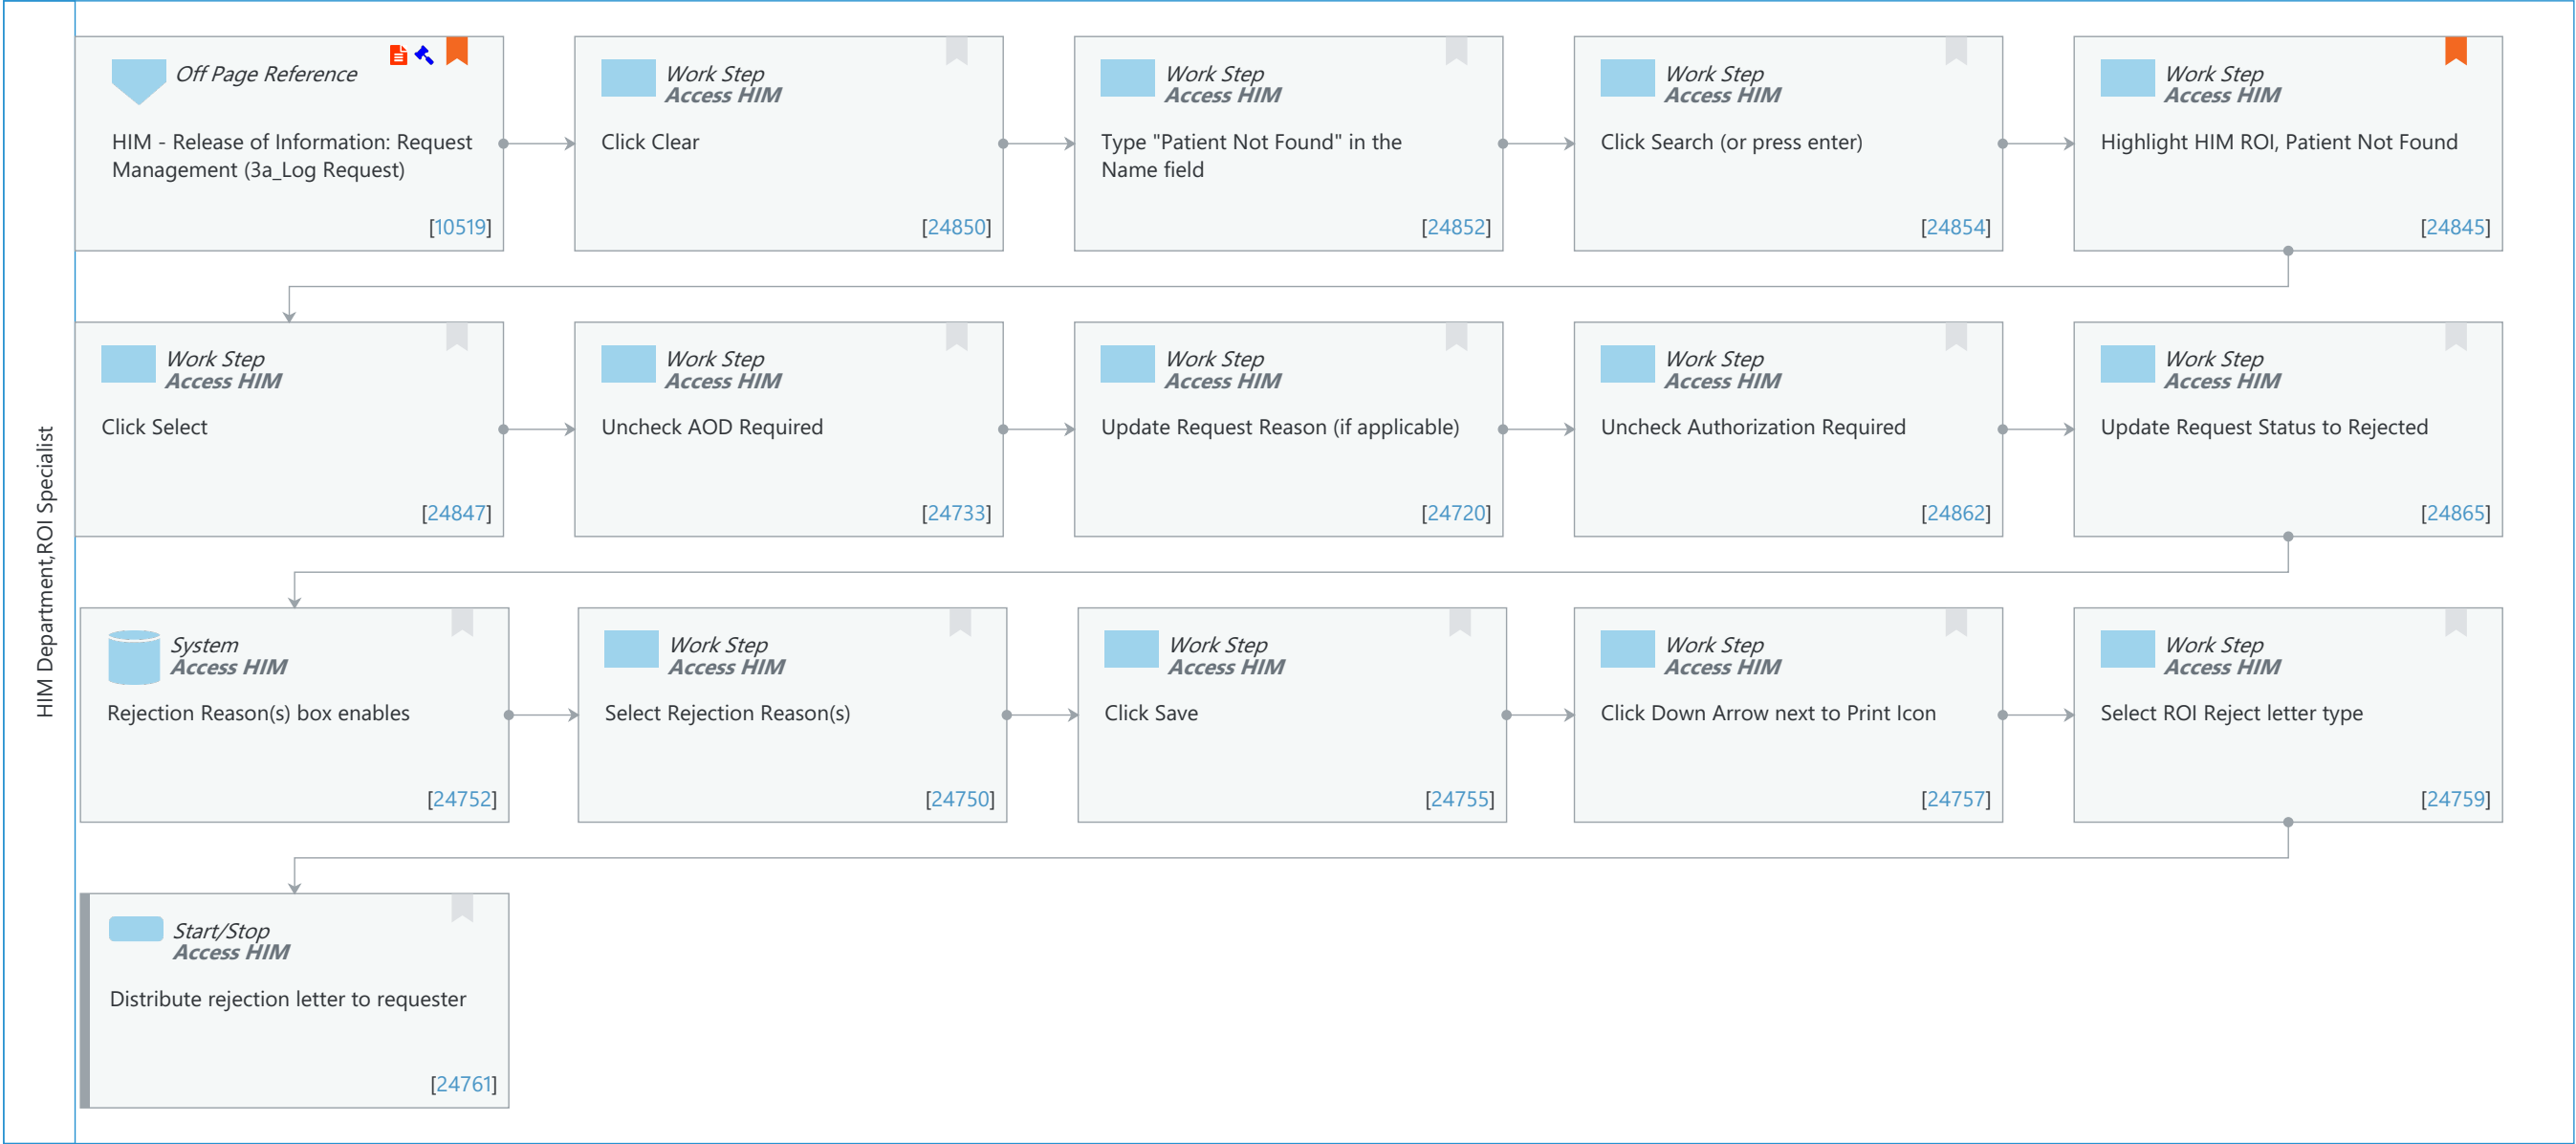 HIM Department,ROI Specialist
Off Page Reference
HIM - Release of Information: Request
Management (3a_Log Request)
[10519]
Work Step
Access HIM
Click Clear
[24850]
Work Step
Access HIM
Type "Patient Not Found" in the
Name field
[24852]
Work Step
Access HIM
Click Search (or press enter)
[24854]
Work Step
Access HIM
Highlight HIM ROI, Patient Not Found
[24845]
Work Step
Access HIM
Click Select
[24847]
Work Step
Access HIM
Uncheck AOD Required
[24733]
Work Step
Access HIM
Update Request Reason (if applicable)
[24720]
Work Step
Access HIM
Uncheck Authorization Required
[24862]
Work Step
Access HIM
Update Request Status to Rejected
[24865]
System
Access HIM
Rejection Reason(s) box enables
[24752]
Work Step
Access HIM
Select Rejection Reason(s)
[24750]
Work Step
Access HIM
Click Save
[24755]
Work Step
Access HIM
Click Down Arrow next to Print Icon
[24757]
Work Step
Access HIM
Select ROI Reject letter type
[24759]
Start/Stop
Access HIM
Distribute rejection letter to requester
[24761]